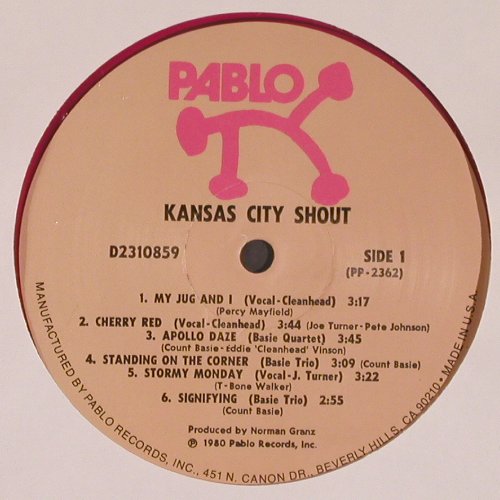 PABLO
KANSAS CITY SHOUT
D2310859
SIDE 1
(PP-2362)
1. MY JUG AND I (Vocal-Cleanhead) 3:17
(Percy Mayfield)
2. CHERRY RED (Vocal-Cleanhead) 3:44 (Joe Turner-Pete Johnson)
3. APOLLO DAZE (Basie Quartet) 3:45
(Count Basie - Eddie 'Cleanhead' Vinson)
4. STANDING ON THE CORNER (Basie Trio) 3:09 (Count Basie)
5. STORMY MONDAY (Vocal-J. Turner) 3:22
(T-Bone Walker)
6. SIGNIFYING (Basie Trio) 2:55
(Count Basie)
Produced by Norman Granz
℗ 1980 Pablo Records, Inc.
MANUFACTURED BY PABLO RECORDS, INC., 451 N. CANON DR., BEVERLY HILLS, CA 90210 • MADE IN U.S.A.